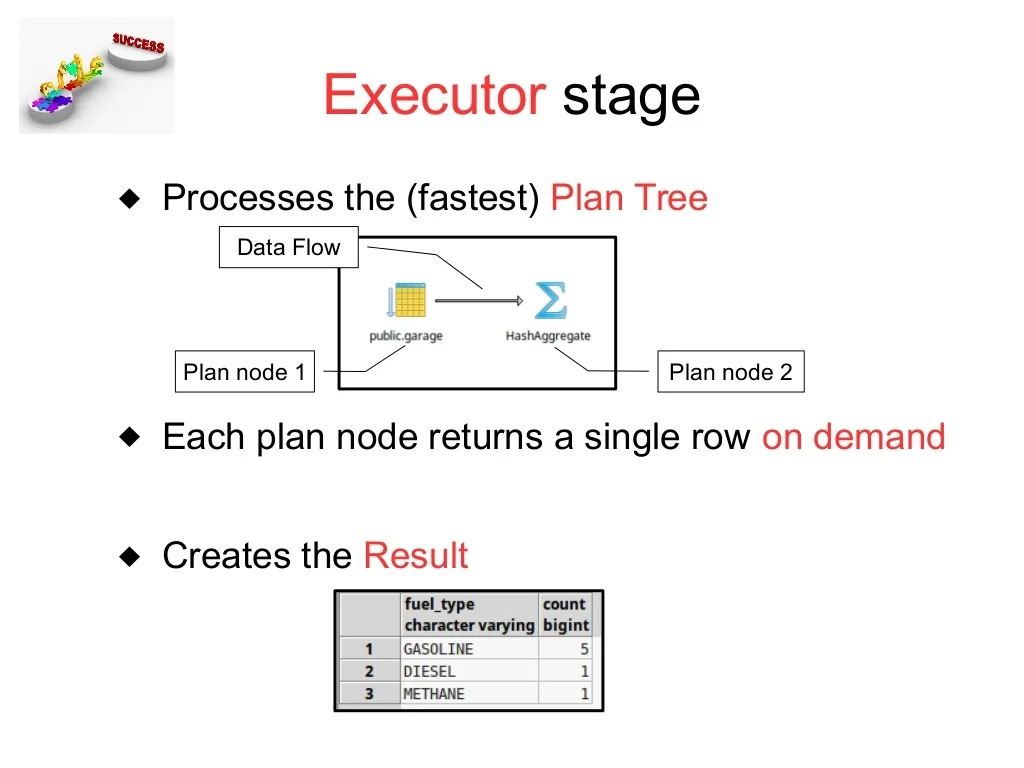 SUCCESS
Executor stage
◆ Processes the (fastest) Plan Tree
Data Flow
public.garage
HashAggregate
Plan node 1
Plan node 2
◆ Each plan node returns a single row on demand
◆ Creates the Result
fuel_type count
character varying bigint
1 GASOLINE 5
2 DIESEL 1
3 METHANE 1